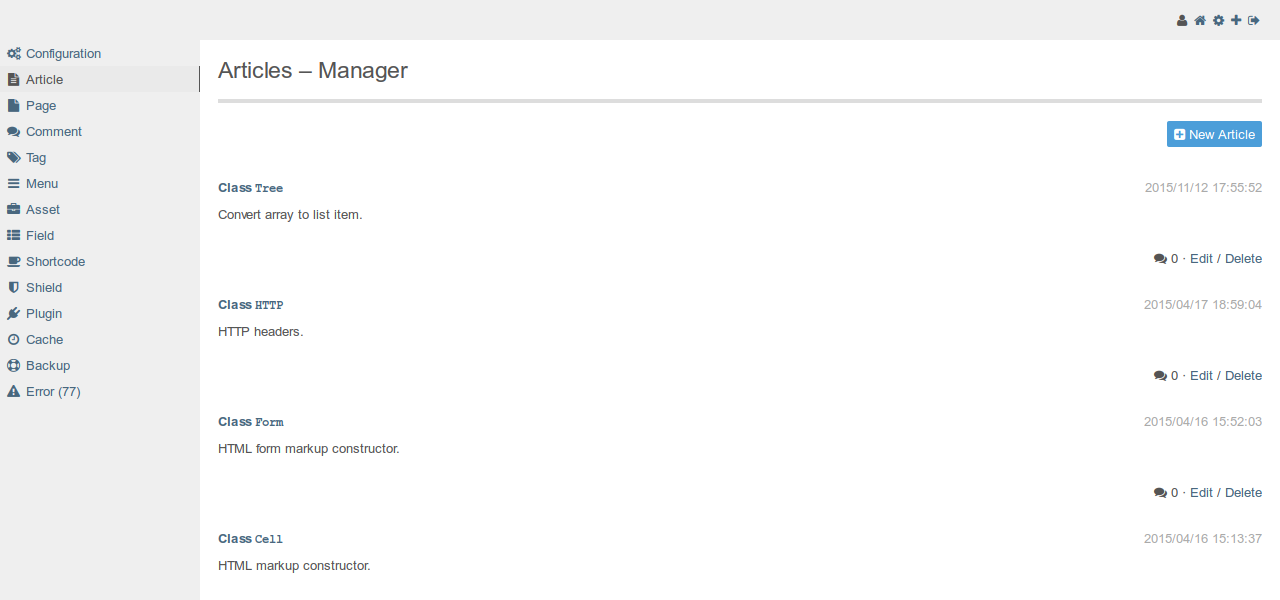 Configuration
Article
Page
Comment
Tag
Menu
Asset
Field
Shortcode
Shield
Plugin
Cache
Backup
Error (77)
Articles – Manager
New Article
Class Tree 2015/11/12 17:55:52
Convert array to list item.
0 · Edit / Delete
Class HTTP 2015/04/17 18:59:04
HTTP headers.
0 · Edit / Delete
Class Form 2015/04/16 15:52:03
HTML form markup constructor.
0 · Edit / Delete
Class Cell 2015/04/16 15:13:37
HTML markup constructor.